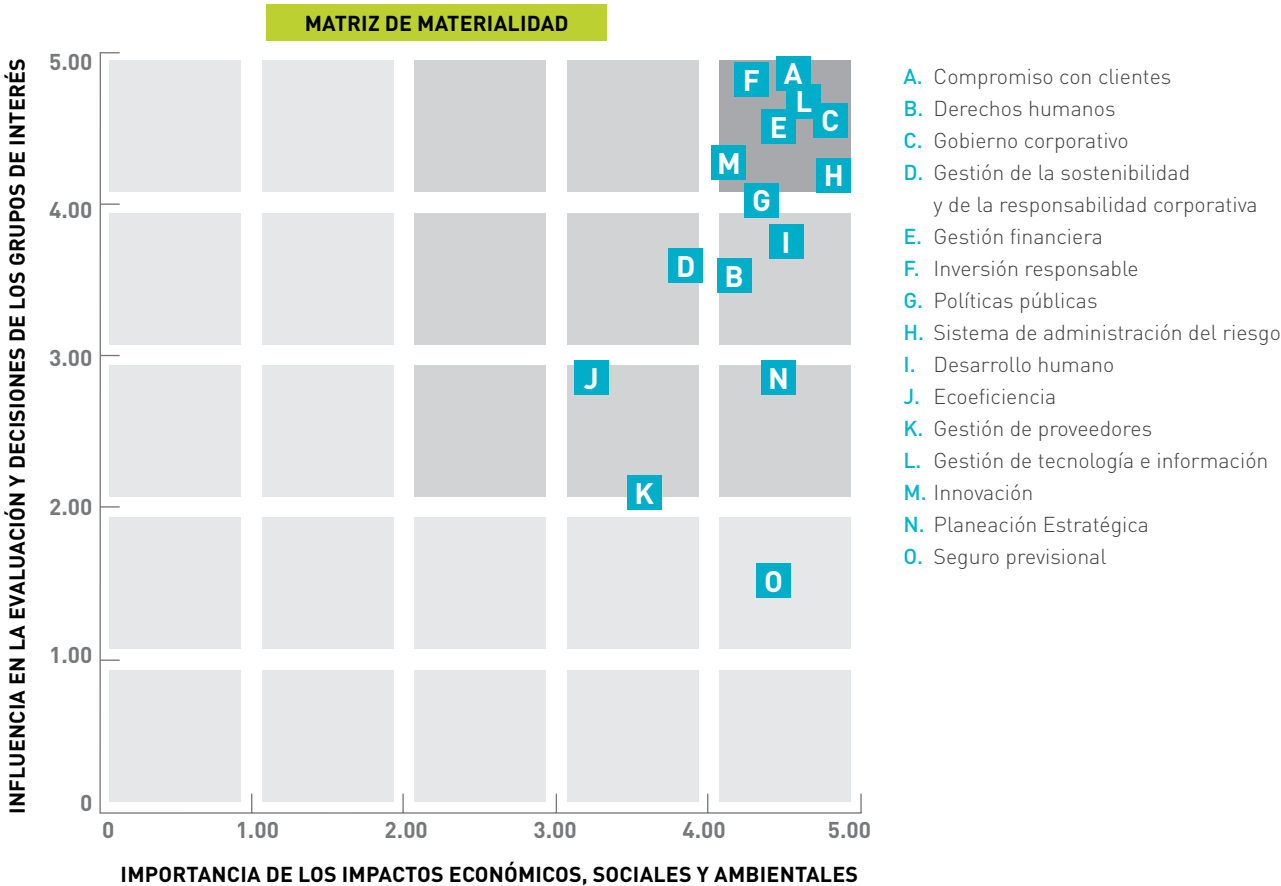 MATRIZ DE MATERIALIDAD
INFLUENCIA EN LA EVALUACIÓN Y DECISIONES DE LOS GRUPOS DE INTERÉS
5.00
4.00
3.00
2.00
1.00
0
F
A
L
C
E
M
H
G
I
D
B
J
N
K
O
0
1.00
2.00
3.00
4.00
5.00
IMPORTANCIA DE LOS IMPACTOS ECONÓMICOS, SOCIALES Y AMBIENTALES
A. Compromiso con clientes
B. Derechos humanos
C. Gobierno corporativo
D. Gestión de la sostenibilidad
y de la responsabilidad corporativa
E. Gestión financiera
F. Inversión responsable
G. Políticas públicas
H. Sistema de administración del riesgo
I. Desarrollo humano
J. Ecoeficiencia
K. Gestión de proveedores
L. Gestión de tecnología e información
M. Innovación
N. Planeación Estratégica
O. Seguro previsional